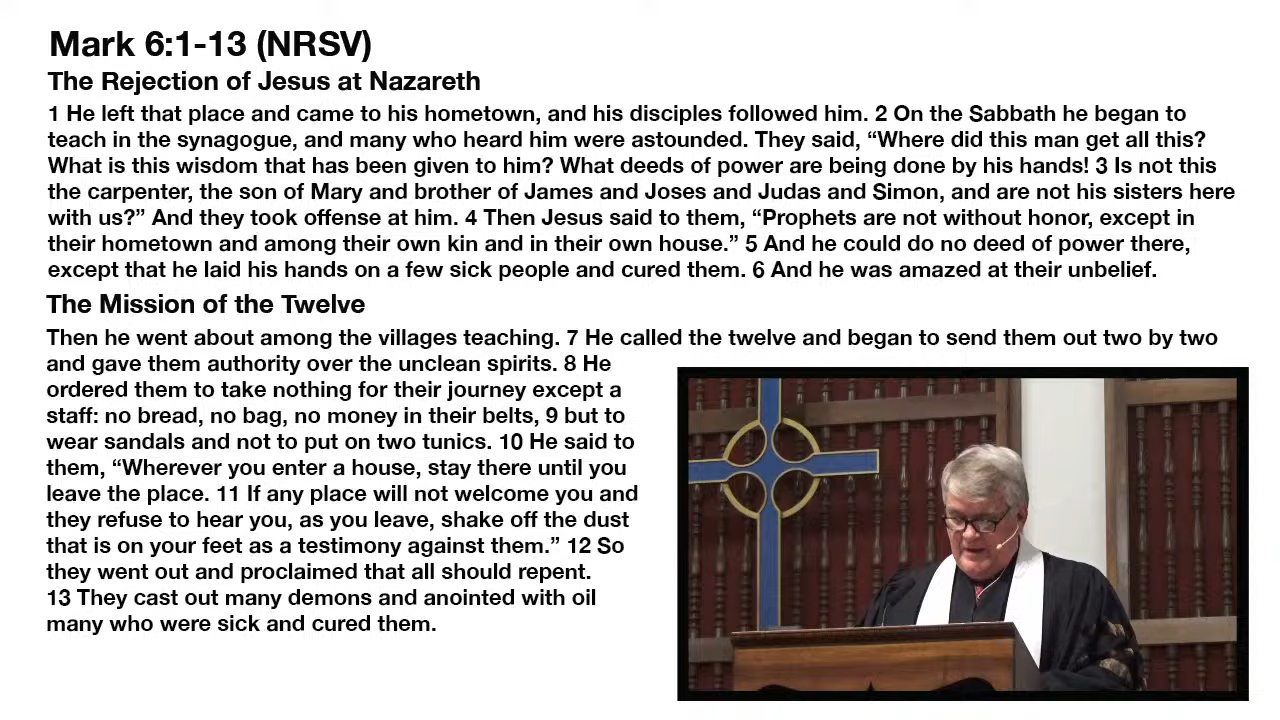 Mark 6:1-13 (NRSV)
The Rejection of Jesus at Nazareth
1 He left that place and came to his hometown, and his disciples followed him. 2 On the Sabbath he began to
teach in the synagogue, and many who heard him were astounded. They said, “Where did this man get all this?
What is this wisdom that has been given to him? What deeds of power are being done by his hands! 3 Is not this
the carpenter, the son of Mary and brother of James and Joses and Judas and Simon, and are not his sisters here
with us?” And they took offense at him. 4 Then Jesus said to them, “Prophets are not without honor, except in
their hometown and among their own kin and in their own house.” 5 And he could do no deed of power there,
except that he laid his hands on a few sick people and cured them. 6 And he was amazed at their unbelief.
The Mission of the Twelve
Then he went about among the villages teaching. 7 He called the twelve and began to send them out two by two
and gave them authority over the unclean spirits. 8 He
ordered them to take nothing for their journey except a
staff: no bread, no bag, no money in their belts, 9 but to
wear sandals and not to put on two tunics. 10 He said to
them, “Wherever you enter a house, stay there until you
leave the place. 11 If any place will not welcome you and
they refuse to hear you, as you leave, shake off the dust
that is on your feet as a testimony against them.” 12 So
they went out and proclaimed that all should repent.
13 They cast out many demons and anointed with oil
many who were sick and cured them.